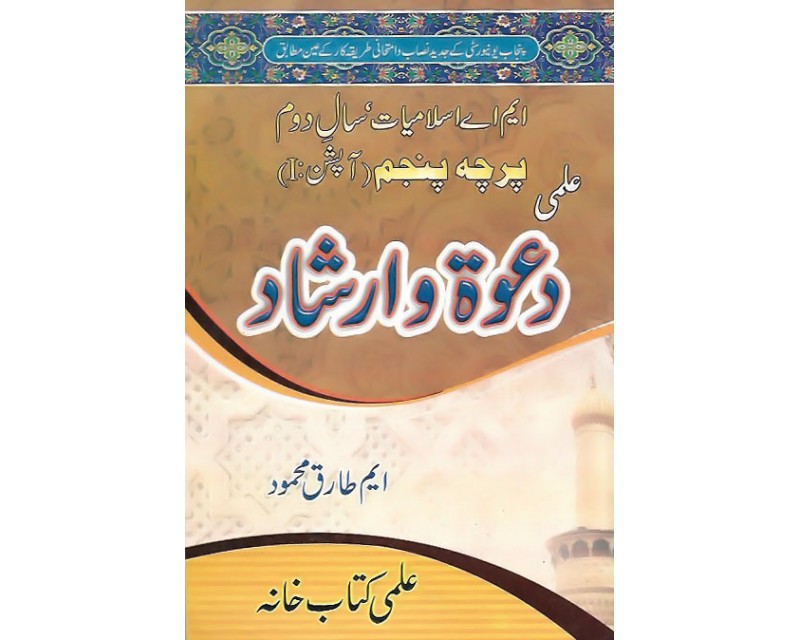 پنجاب یونیورسٹی کے جدید نصاب و امتحانی طریقہ کار کے عین مطابق
ایم اے اسلامیات، سالِ دوم
علمی پرچہ پنجم (آپشن: I)
دعوۃ و ارشاد
ایم طارق محمود
علمی کتاب خانہ